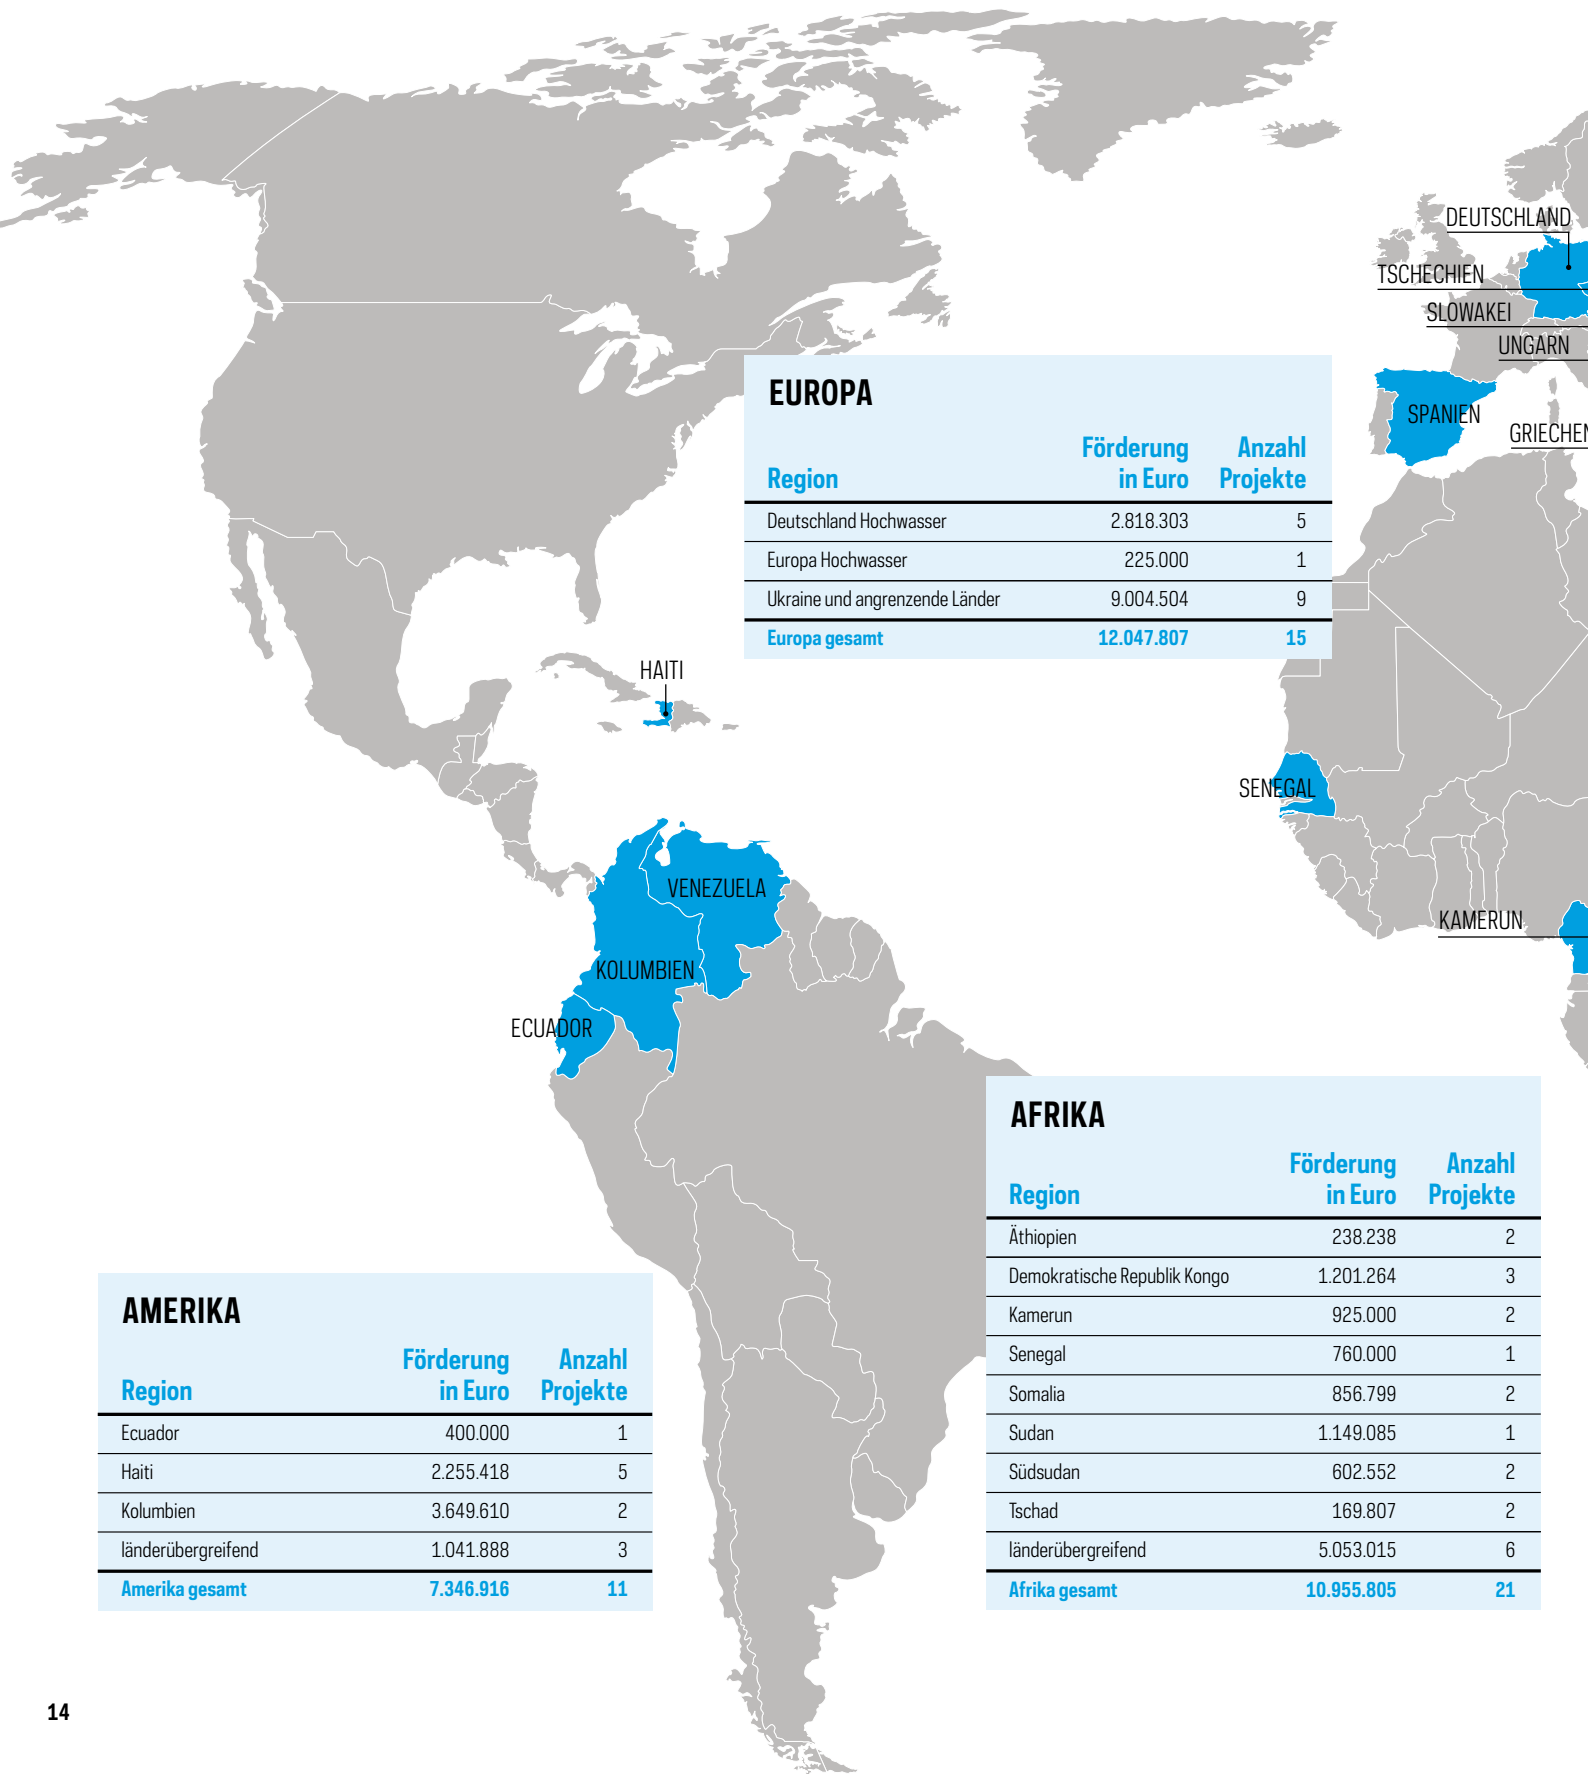 DEUTSCHLAND
TSCHECHIEN
SLOWAKEI
UNGARN
SPANIEN
GRIECHEN
EUROPA
Region Förderung in Euro Anzahl Projekte
Deutschland Hochwasser 2.818.303 5
Europa Hochwasser 225.000 1
Ukraine und angrenzende Länder 9.004.504 9
Europa gesamt 12.047.807 15
HAITI
SENEGAL
VENEZUELA
KAMERUN
KOLUMBIEN
ECUADOR
AFRIKA
Region Förderung in Euro Anzahl Projekte
Äthiopien 238.238 2
Demokratische Republik Kongo 1.201.264 3
Kamerun 925.000 2
Senegal 760.000 1
Somalia 856.799 2
Sudan 1.149.085 1
Südsudan 602.552 2
Tschad 169.807 2
länderübergreifend 5.053.015 6
Afrika gesamt 10.955.805 21
AMERIKA
Region Förderung in Euro Anzahl Projekte
Ecuador 400.000 1
Haiti 2.255.418 5
Kolumbien 3.649.610 2
länderübergreifend 1.041.888 3
Amerika gesamt 7.346.916 11
14